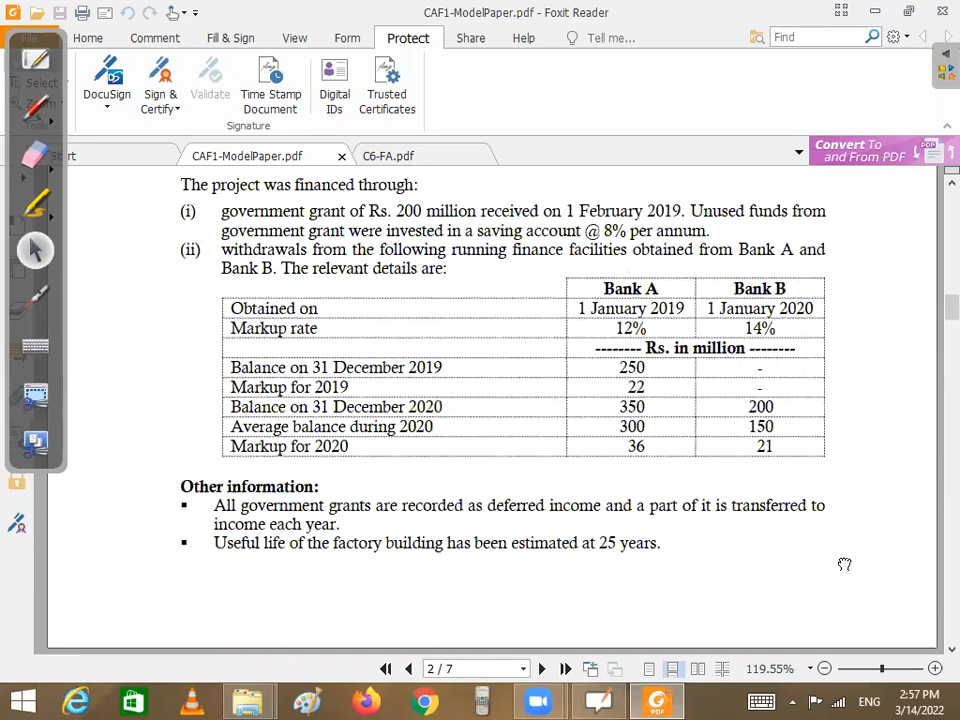 CAF1-ModelPaper.pdf - Foxit Reader
File
Home
Comment
Fill & Sign
View
Form
Protect
Share
Help
Tell me...
Find
Select
Zoom
Tools
DocuSign
Sign & Certify
Validate
Time Stamp Document
Digital IDs
Trusted Certificates
Signature
Start
CAF1-ModelPaper.pdf
C6-FA.pdf
Convert To
and From PDF
The project was financed through:
(i) government grant of Rs. 200 million received on 1 February 2019. Unused funds from
government grant were invested in a saving account @ 8% per annum.
(ii) withdrawals from the following running finance facilities obtained from Bank A and
Bank B. The relevant details are:
Bank A Bank B
Obtained on 1 January 2019 1 January 2020
Markup rate 12% 14%
-------- Rs. in million --------
Balance on 31 December 2019 250 -
Markup for 2019 22 -
Balance on 31 December 2020 350 200
Average balance during 2020 300 150
Markup for 2020 36 21
Other information:
▪ All government grants are recorded as deferred income and a part of it is transferred to
income each year.
▪ Useful life of the factory building has been estimated at 25 years.
2 / 7
119.55%
PDF
ENG
2:57 PM
3/14/2022